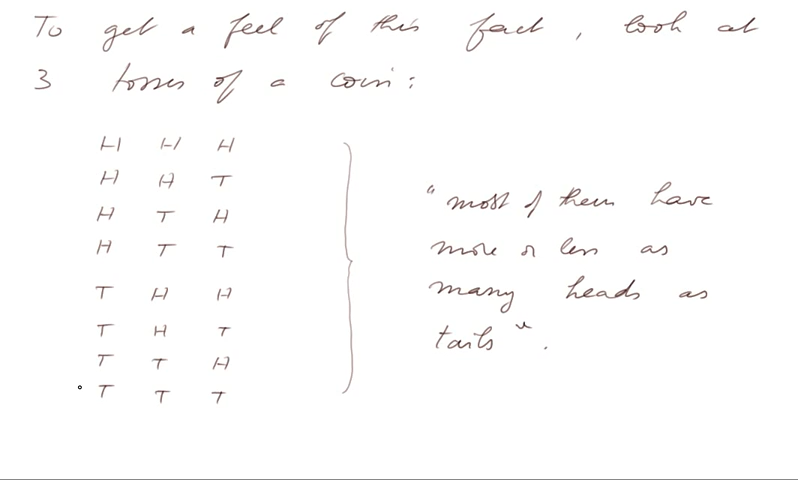 To get a feel of this fact, look at
3 tosses of a coin:
H H H
H H T
H T H
H T T
T H H
T H T
T T H
T T T
"most of them have
more or less as
many heads as
tails".